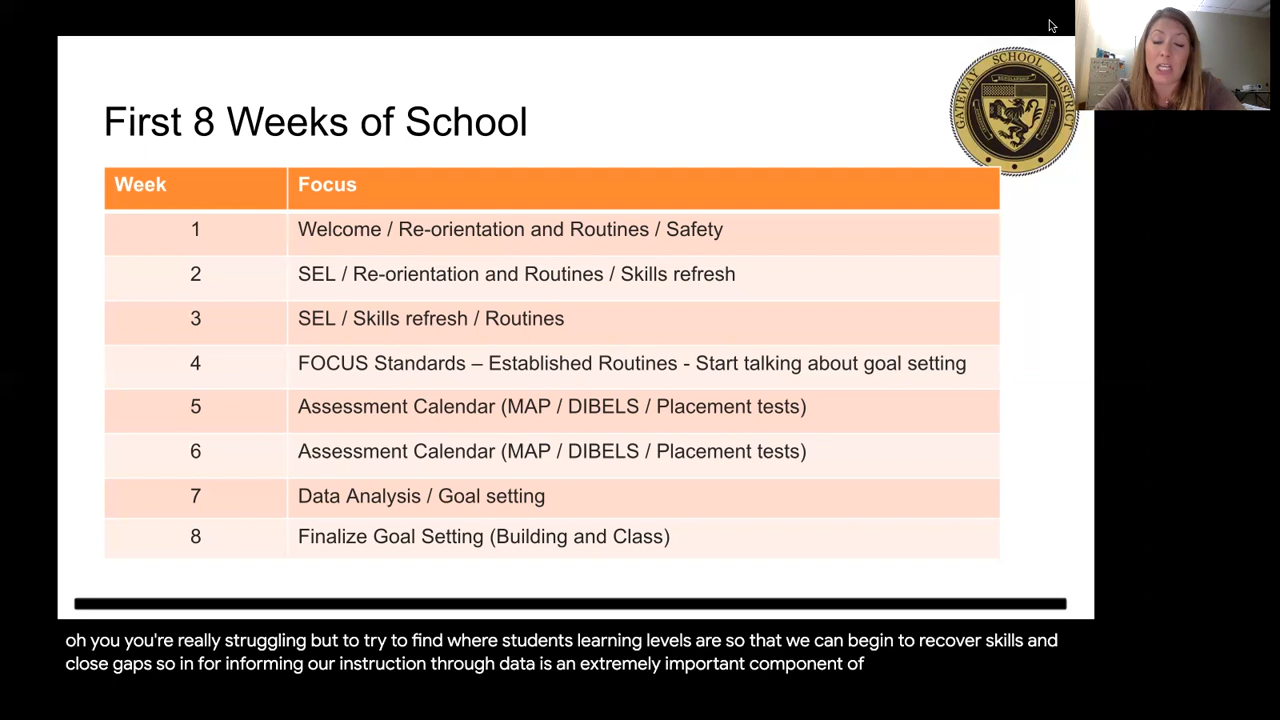 GATEWAY SCHOOL DISTRICT
First 8 Weeks of School
Week Focus
1 Welcome / Re-orientation and Routines / Safety
2 SEL / Re-orientation and Routines / Skills refresh
3 SEL / Skills refresh / Routines
4 FOCUS Standards – Established Routines - Start talking about goal setting
5 Assessment Calendar (MAP / DIBELS / Placement tests)
6 Assessment Calendar (MAP / DIBELS / Placement tests)
7 Data Analysis / Goal setting
8 Finalize Goal Setting (Building and Class)
oh you you're really struggling but to try to find where students learning levels are so that we can begin to recover skills and
close gaps so in for informing our instruction through data is an extremely important component of